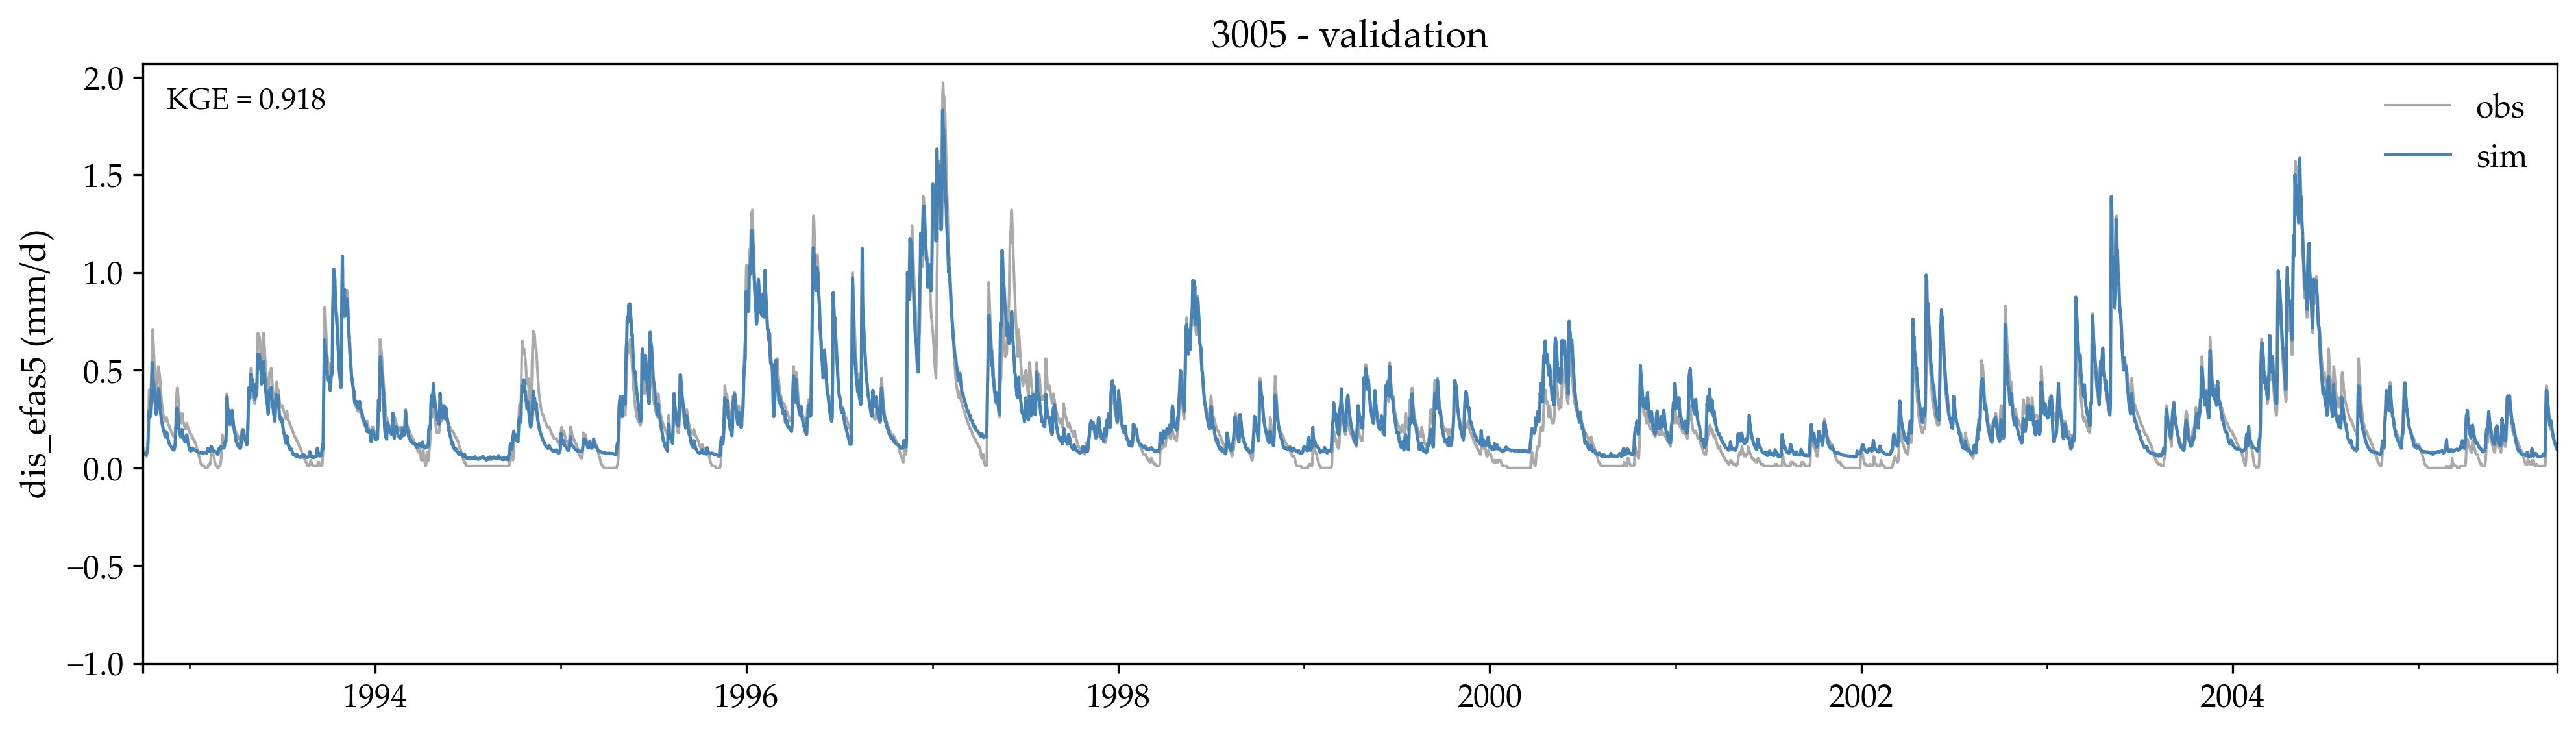 3005 - validation
KGE = 0.918
obs
sim
dis_efas5 (mm/d)
2.0
1.5
1.0
0.5
0.0
−0.5
−1.0
1994
1996
1998
2000
2002
2004